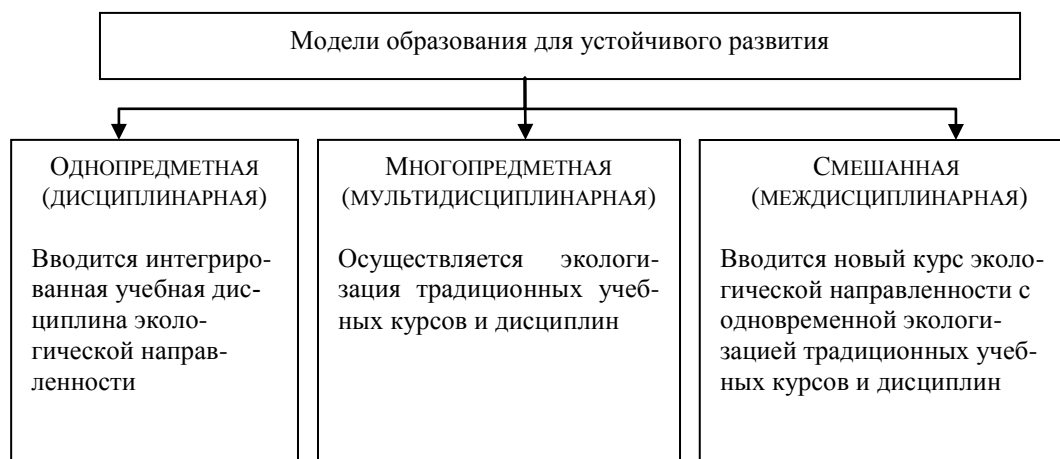 Модели образования для устойчивого развития
ОДНОПРЕДМЕТНАЯ
(ДИСЦИПЛИНАРНАЯ)
Вводится интегриро-
ванная учебная дис-
циплина эколо-
гической направ-
ленности
МНОГОПРЕДМЕТНАЯ
(МУЛЬТИДИСЦИПЛИНАРНАЯ)
Осуществляется экологи-
зация традиционных учеб-
ных курсов и дисциплин
СМЕШАННАЯ
(МЕЖДИСЦИПЛИНАРНАЯ)
Вводится новый курс эколо-
гической направленности с
одновременной экологи-
зацией традиционных учеб-
ных курсов и дисциплин